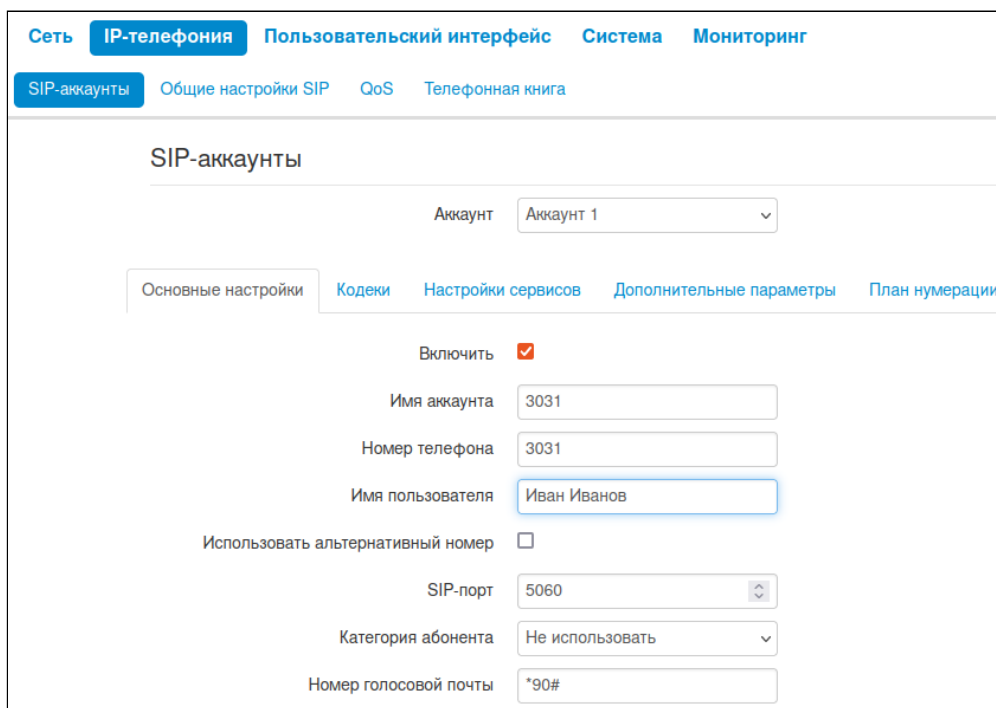 Сеть IP-телефония Пользовательский интерфейс Система Мониторинг
SIP-аккаунты Общие настройки SIP QoS Телефонная книга
SIP-аккаунты
Аккаунт Аккаунт 1
Основные настройки Кодеки Настройки сервисов Дополнительные параметры План нумерации
Включить
Имя аккаунта 3031
Номер телефона 3031
Имя пользователя Иван Иванов
Использовать альтернативный номер
SIP-порт 5060
Категория абонента Не использовать
Номер голосовой почты *90#